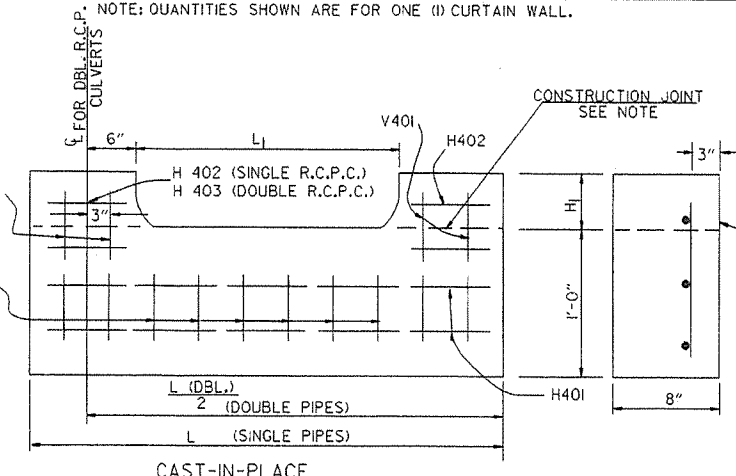 NOTE: QUANTITIES SHOWN ARE FOR ONE (1) CURTAIN WALL.
℄ FOR DBL. R.C.P.
CULVERTS
CONSTRUCTION JOINT
SEE NOTE
V401
6"
L1
H402
3"
H 402 (SINGLE R.C.P.C.)
H 403 (DOUBLE R.C.P.C.)
3"
H1
1'-0"
L (DBL.)
2
(DOUBLE PIPES)
H401
8"
L (SINGLE PIPES)
CAST-IN-PLACE